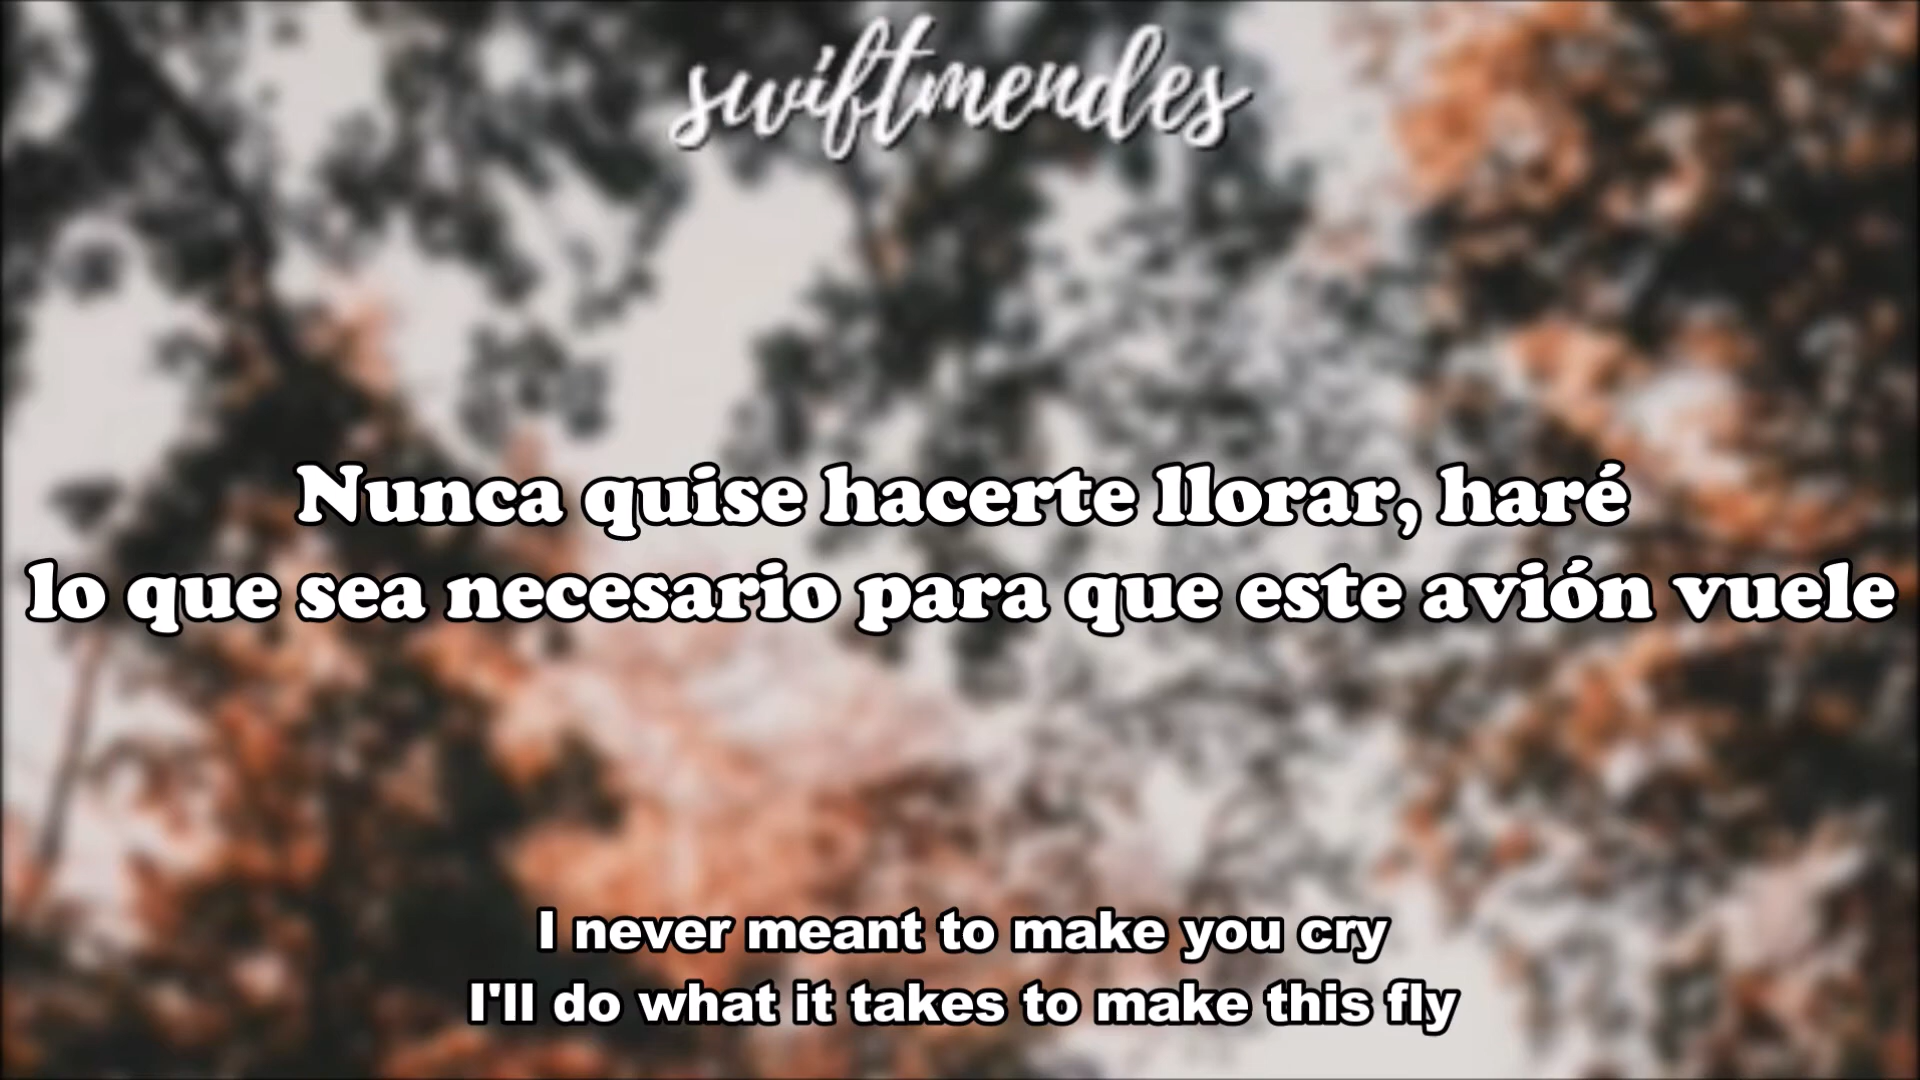 swiftmendes
Nunca quise hacerte llorar, haré
lo que sea necesario para que este avión vuele
I never meant to make you cry
I'll do what it takes to make this fly